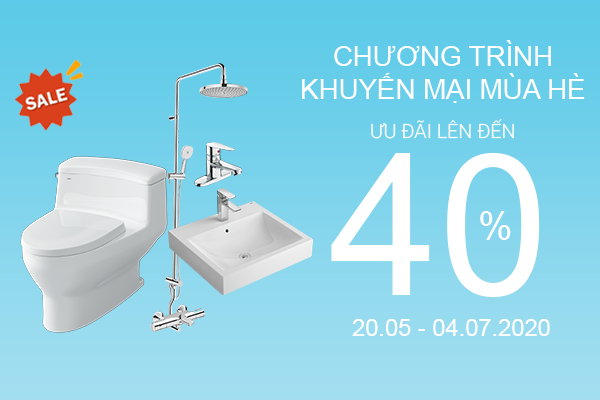 SALE
CHƯƠNG TRÌNH
KHUYẾN MẠI MÙA HÈ
ƯU ĐÃI LÊN ĐẾN
40%
20.05 - 04.07.2020